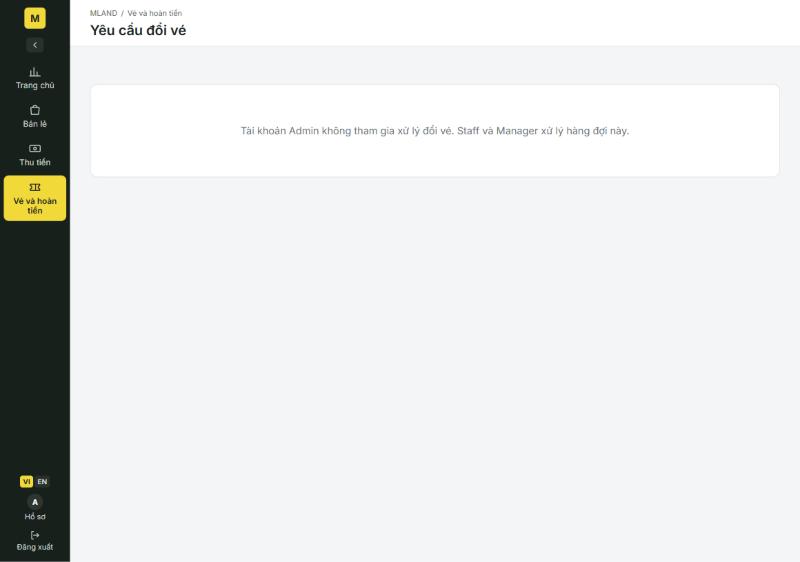 M
MLAND / Vé và hoàn tiền
Yêu cầu đổi vé
Trang chủ
Bán lẻ
Thu tiền
Vé và hoàn
tiền
Tài khoản Admin không tham gia xử lý đổi vé. Staff và Manager xử lý hàng đợi này.
VI EN
A
Hồ sơ
Đăng xuất